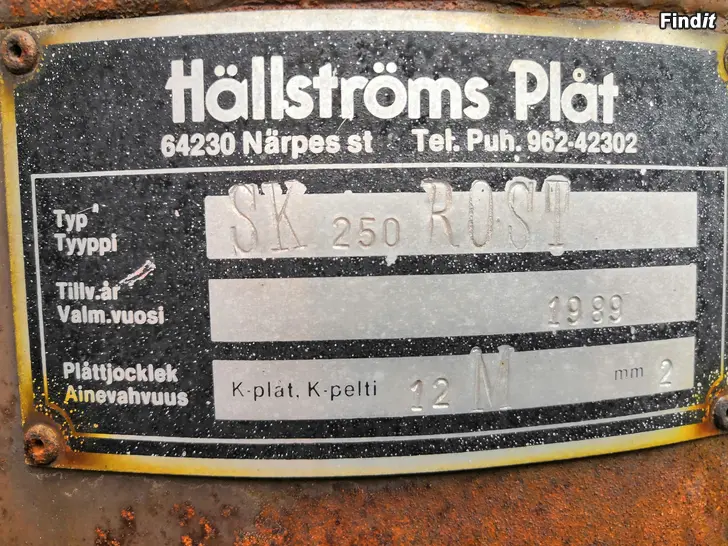 Findit
Hällströms Plåt
64230 Närpes st Tel. Puh. 962-42302
Typ SK 250 ROST
Tyyppi
Tillv.år 1989
Valm.vuosi
Plåttjocklek K-plåt. K-pelti 12 M mm 2
Ainevahvuus